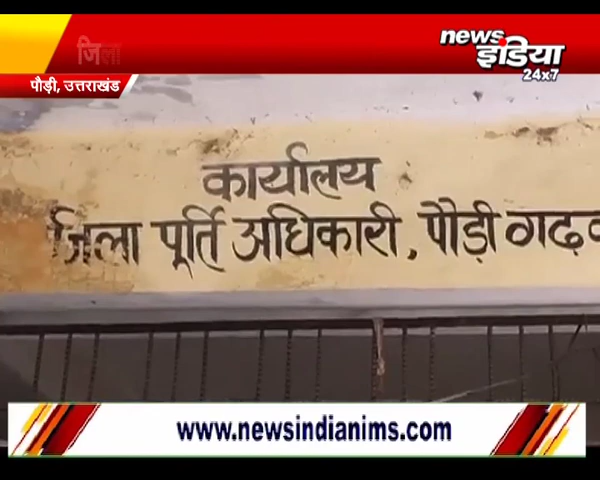 जिला
news
इंडिया
24x7
पौड़ी, उत्तराखंड
कार्यालय
जिला पूर्ति अधिकारी, पौड़ी गढ़व
www.newsindianims.com